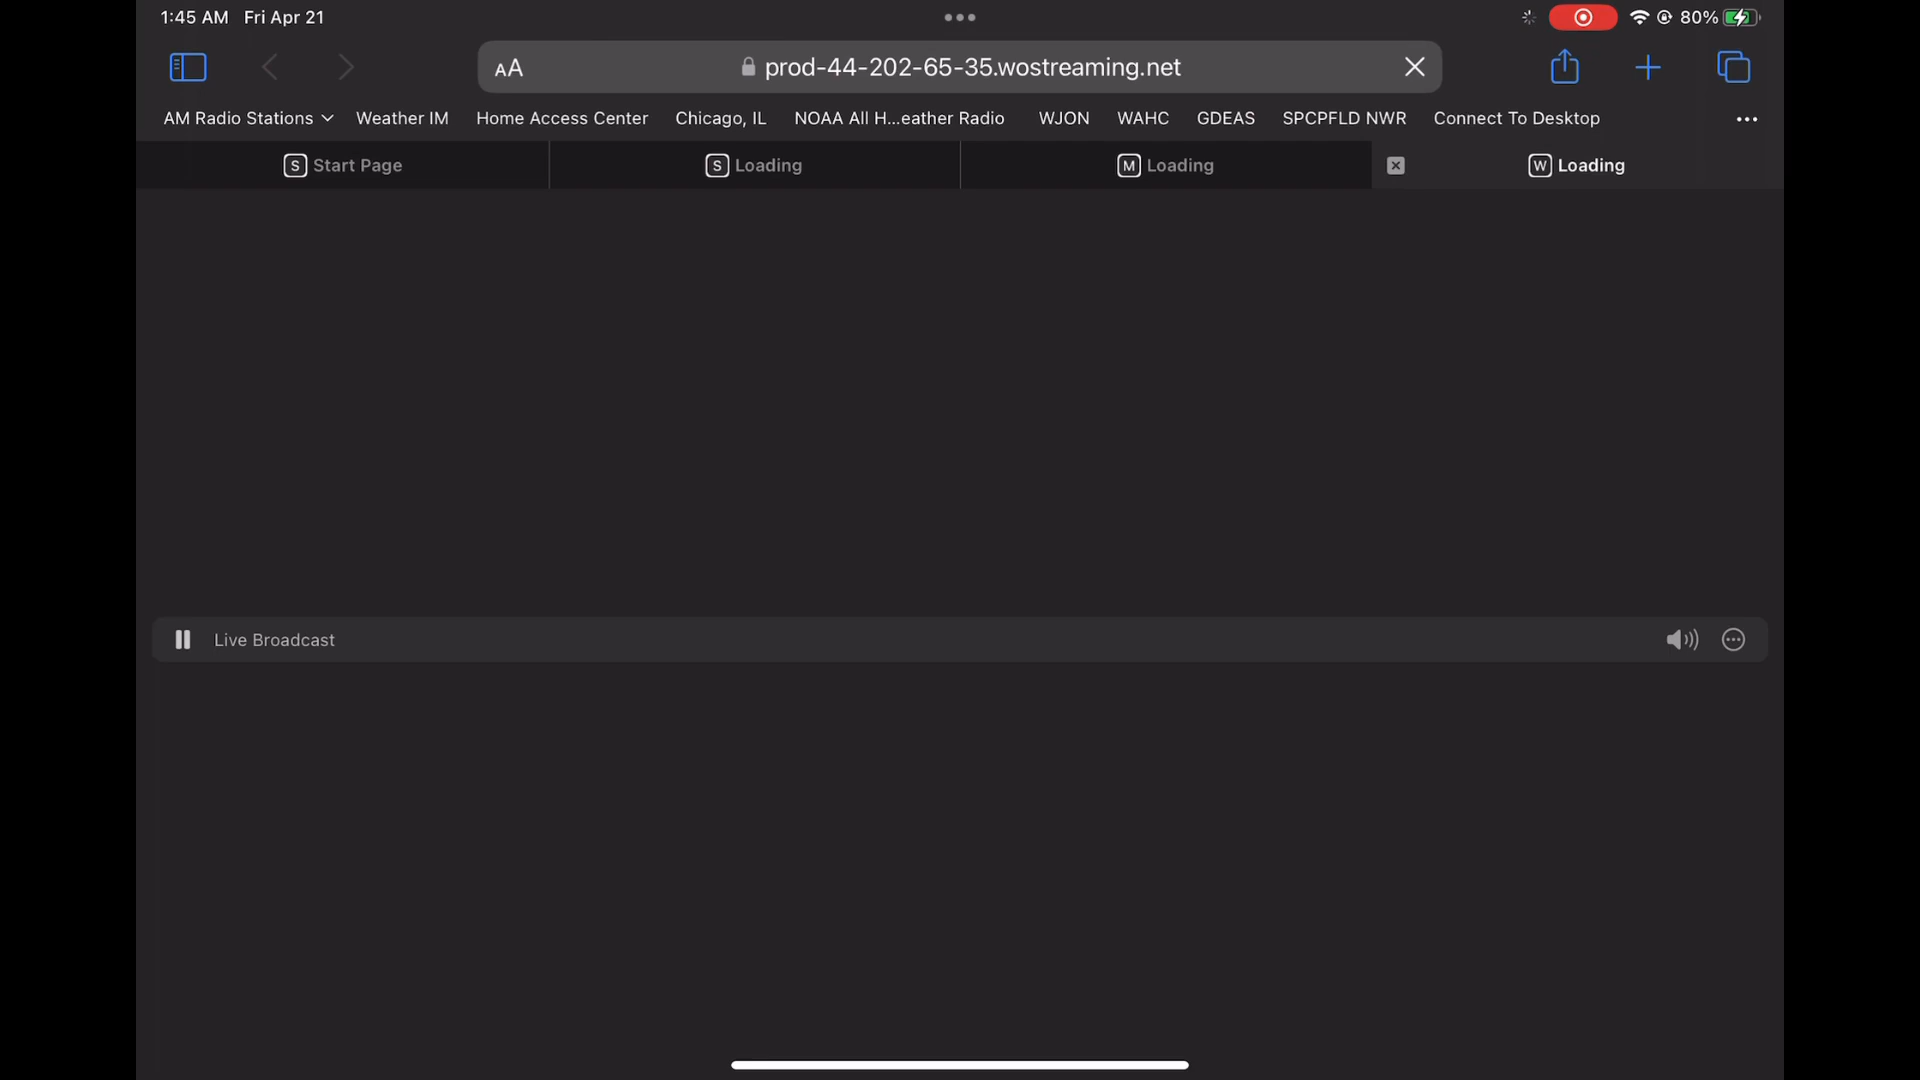 1:45 AM Fri Apr 21
80%
AA prod-44-202-65-35.wostreaming.net
AM Radio Stations Weather IM Home Access Center Chicago, IL NOAA All H...eather Radio WJON WAHC GDEAS SPCPFLD NWR Connect To Desktop
S Start Page S Loading M Loading W Loading
Live Broadcast